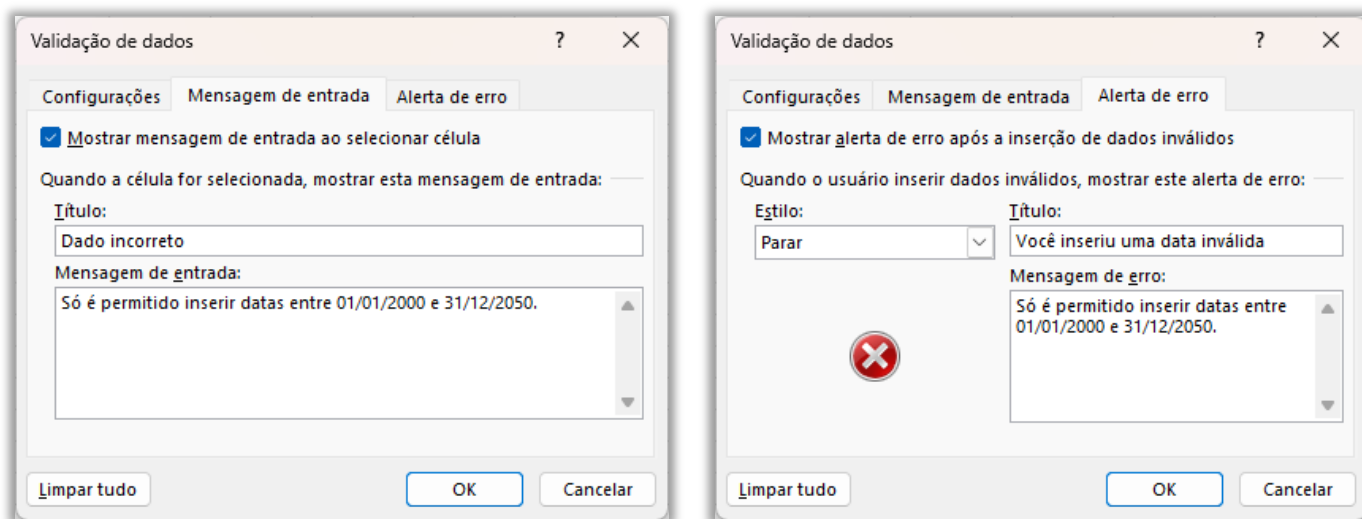 Validação de dados ? ×
Configurações Mensagem de entrada Alerta de erro
Mostrar mensagem de entrada ao selecionar célula
Quando a célula for selecionada, mostrar esta mensagem de entrada:
Título:
Dado incorreto
Mensagem de entrada:
Só é permitido inserir datas entre 01/01/2000 e 31/12/2050.
Limpar tudo OK Cancelar
Validação de dados ? ×
Configurações Mensagem de entrada Alerta de erro
Mostrar alerta de erro após a inserção de dados inválidos
Quando o usuário inserir dados inválidos, mostrar este alerta de erro:
Estilo: Título:
Parar Você inseriu uma data inválida
Mensagem de erro:
Só é permitido inserir datas entre
01/01/2000 e 31/12/2050.
Limpar tudo OK Cancelar